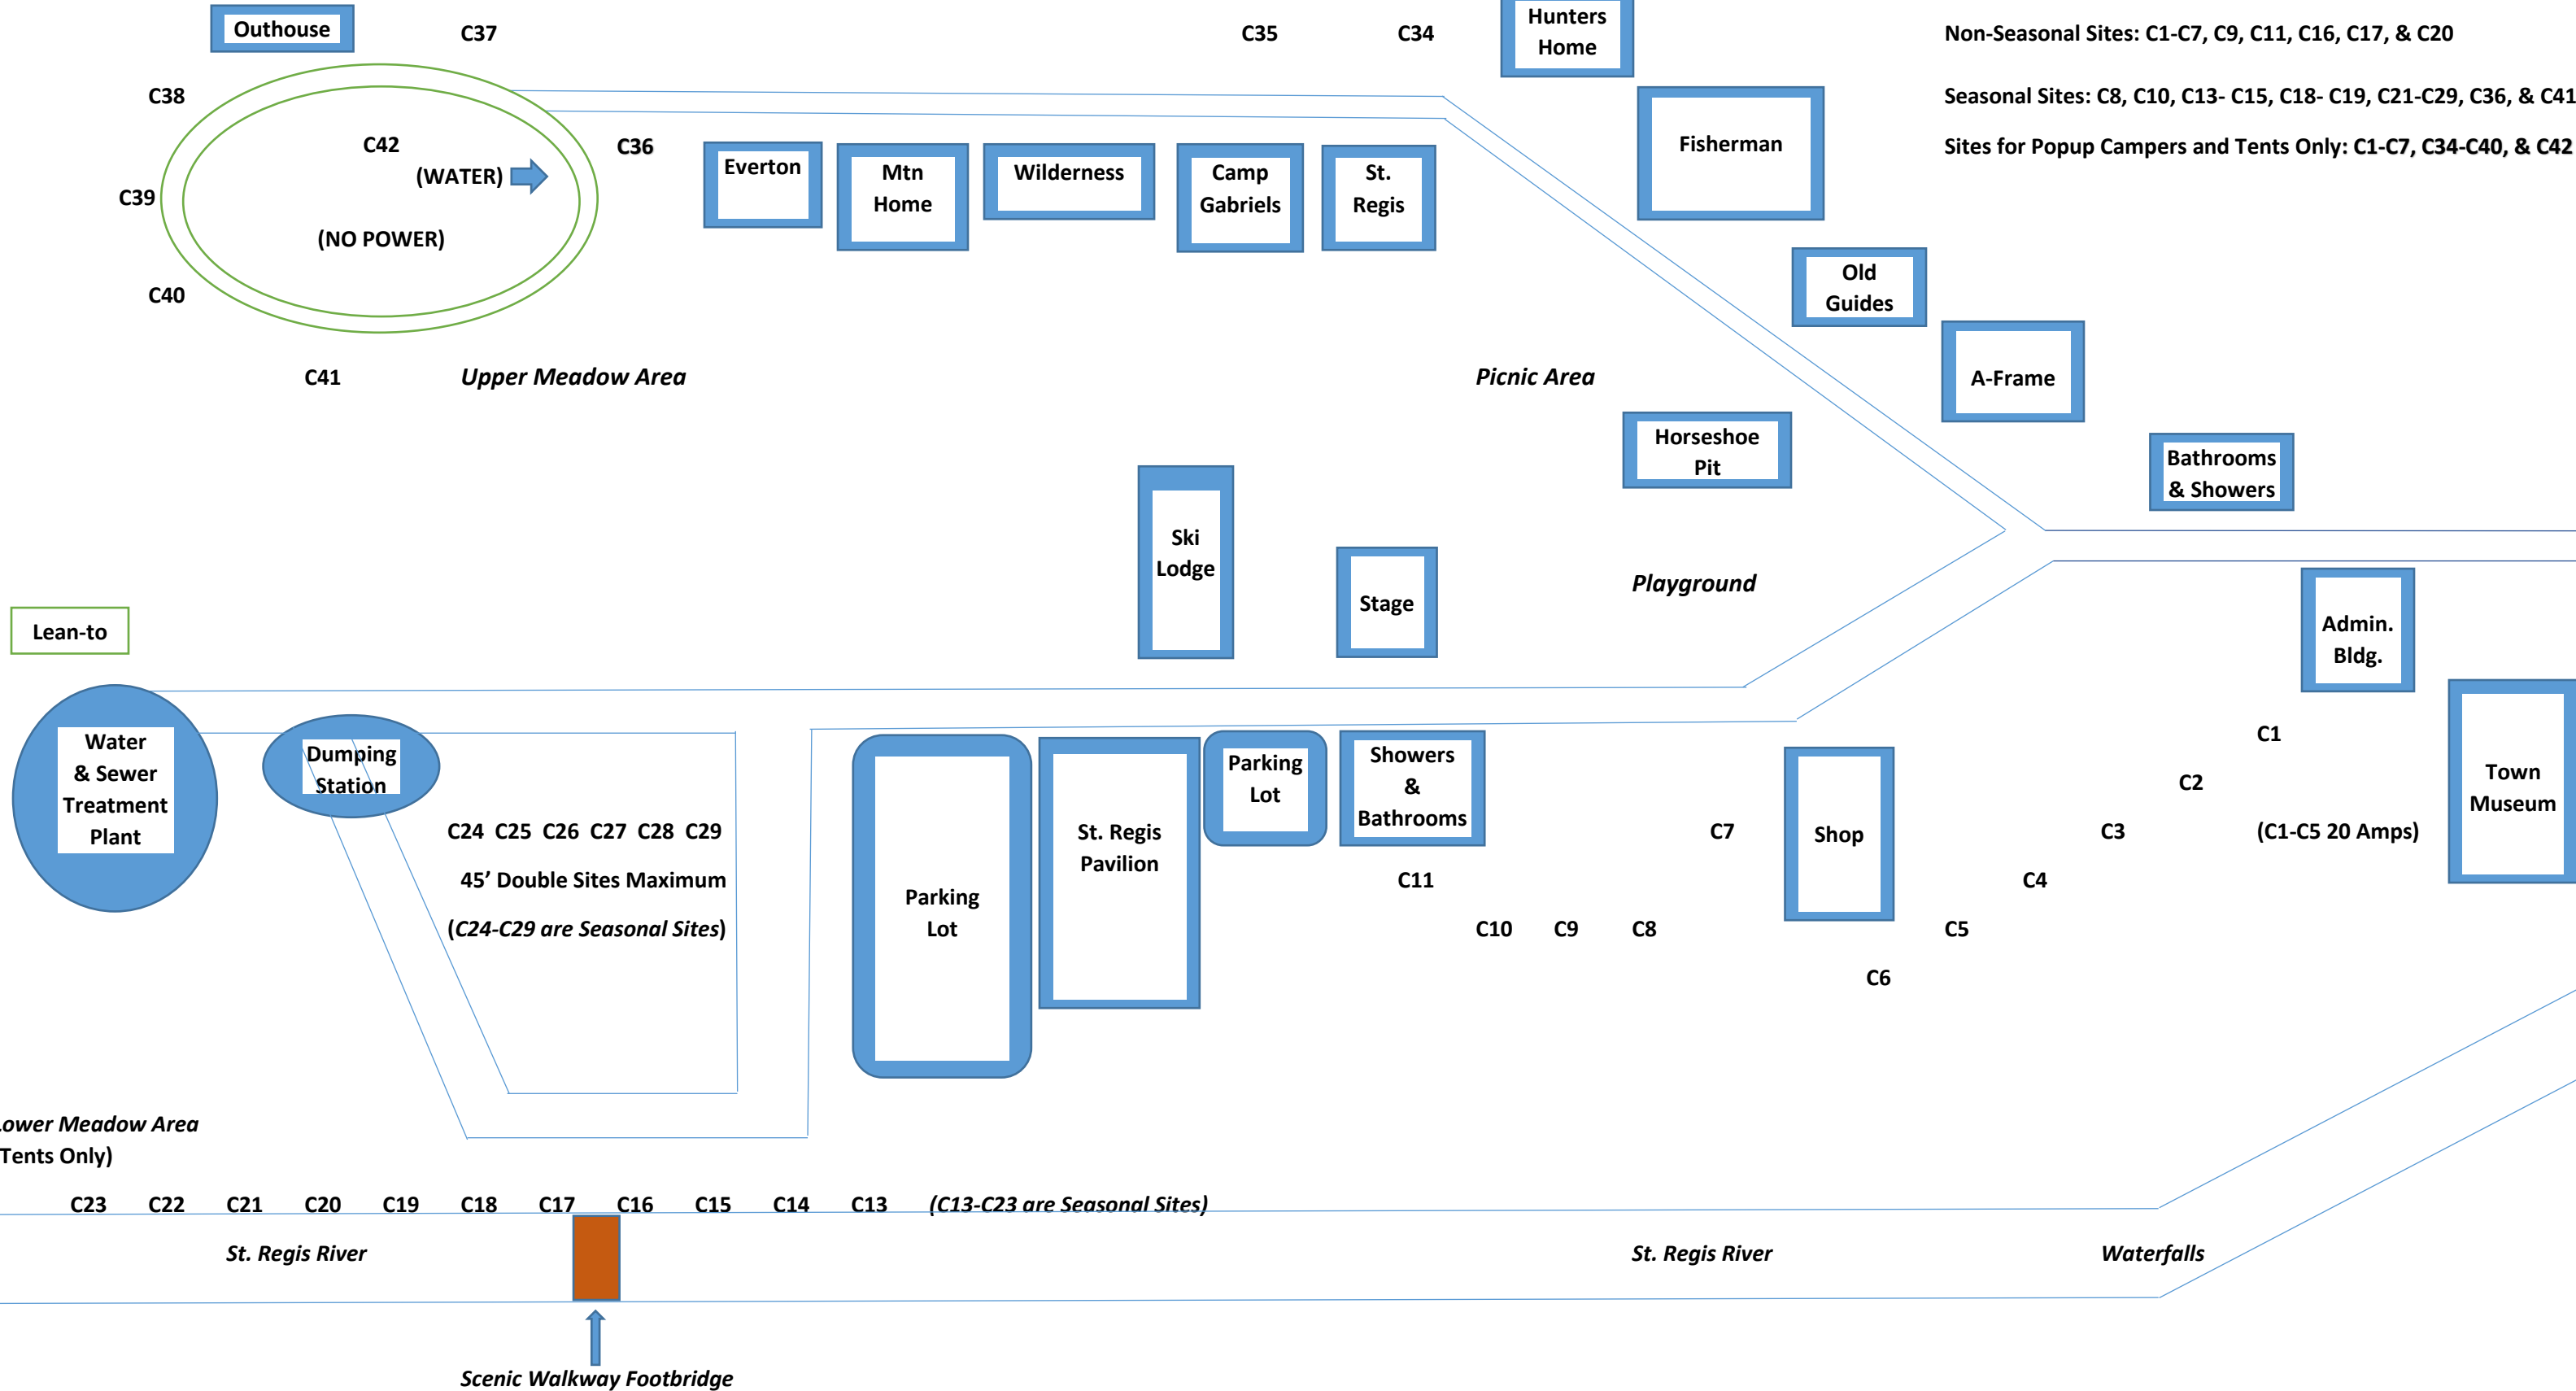 Outhouse
C37
C35
C34
Hunters
Home
Non-Seasonal Sites: C1-C7, C9, C11, C16, C17, & C20
C38
Seasonal Sites: C8, C10, C13- C15, C18- C19, C21-C29, C36, & C41
C42
C36
Sites for Popup Campers and Tents Only: C1-C7, C34-C40, & C42
(WATER)
Everton
Mtn
Home
Wilderness
Camp
Gabriels
St.
Regis
Fisherman
C39
(NO POWER)
C40
Old
Guides
C41
Upper Meadow Area
Picnic Area
A-Frame
Horseshoe
Pit
Bathrooms
& Showers
Ski
Lodge
Stage
Playground
Lean-to
Admin.
Bldg.
Water
& Sewer
Treatment
Plant
Dumping
Station
C24 C25 C26 C27 C28 C29
45’ Double Sites Maximum
(C24-C29 are Seasonal Sites)
Parking
Lot
St. Regis
Pavilion
Parking
Lot
Showers
&
Bathrooms
C11
C10 C9 C8
C7
Shop
C6
C5
C4
C3
C2
C1
(C1-C5 20 Amps)
Town
Museum
Lower Meadow Area
Tents Only)
C23 C22 C21 C20 C19 C18 C17 C16 C15 C14 C13 (C13-C23 are Seasonal Sites)
St. Regis River
St. Regis River
Waterfalls
Scenic Walkway Footbridge